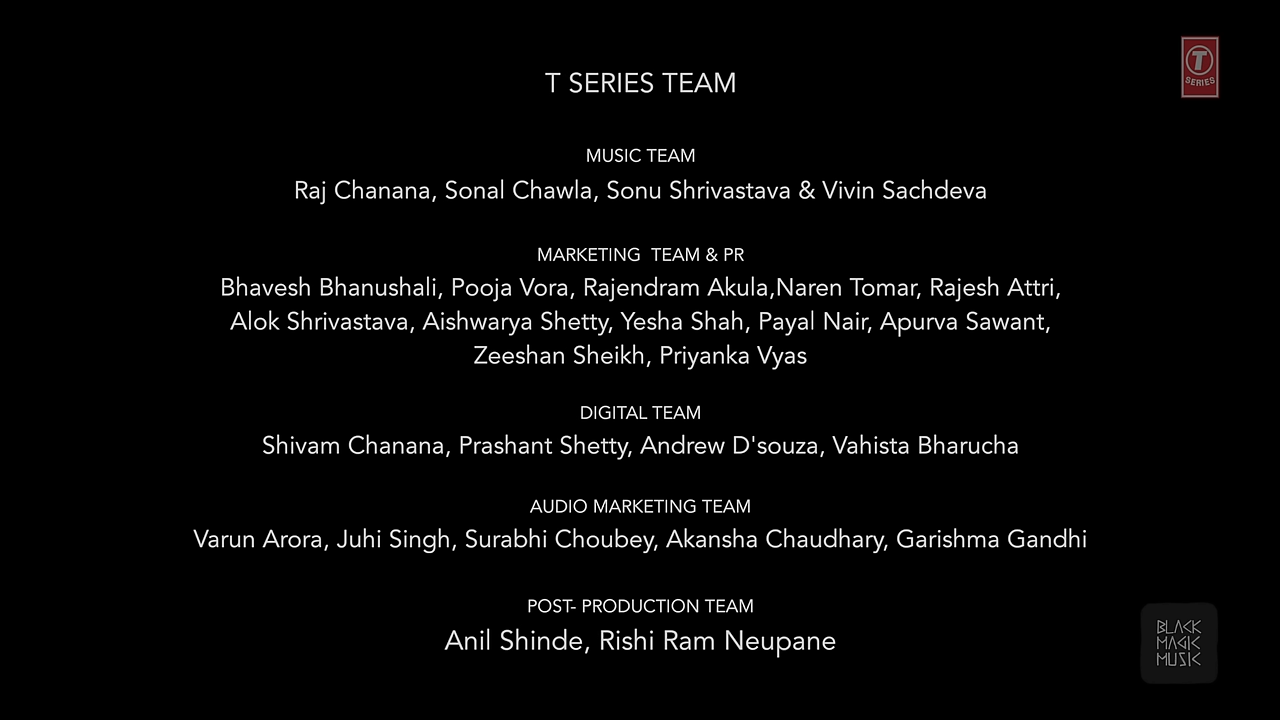 T SERIES TEAM
T
SERIES
MUSIC TEAM
Raj Chanana, Sonal Chawla, Sonu Shrivastava & Vivin Sachdeva
MARKETING  TEAM & PR
Bhavesh Bhanushali, Pooja Vora, Rajendram Akula,Naren Tomar, Rajesh Attri,
Alok Shrivastava, Aishwarya Shetty, Yesha Shah, Payal Nair, Apurva Sawant,
Zeeshan Sheikh, Priyanka Vyas
DIGITAL TEAM
Shivam Chanana, Prashant Shetty, Andrew D'souza, Vahista Bharucha
AUDIO MARKETING TEAM
Varun Arora, Juhi Singh, Surabhi Choubey, Akansha Chaudhary, Garishma Gandhi
POST- PRODUCTION TEAM
Anil Shinde, Rishi Ram Neupane
BLACK
MAGIC
MUSIC